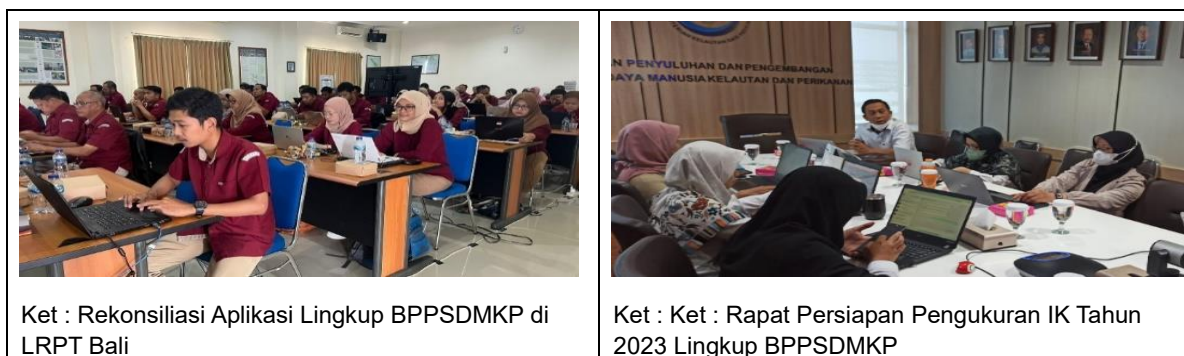 N PENYULUHAN DAN PENGEMBANGAN
DAYA MANUSIA KELAUTAN DAN PERIKANAN
Ket : Rekonsiliasi Aplikasi Lingkup BPPSDMKP di
LRPT Bali
Ket : Ket : Rapat Persiapan Pengukuran IK Tahun
2023 Lingkup BPPSDMKP